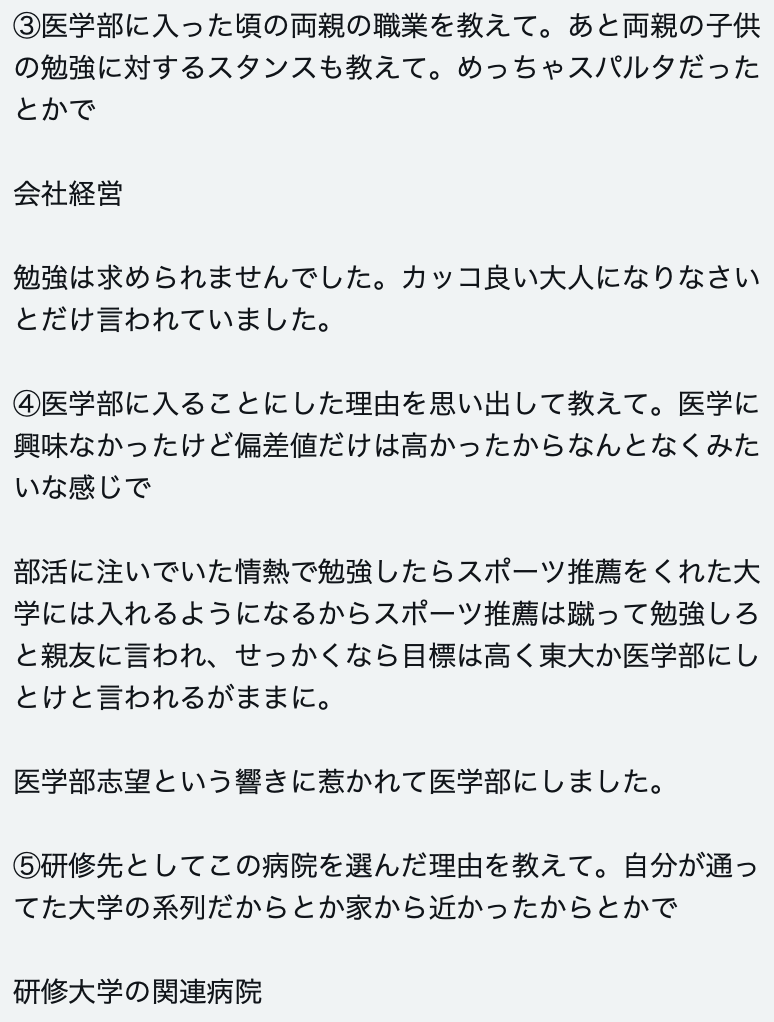 ③医学部に入った頃の両親の職業を教えて。あと両親の子供
の勉強に対するスタンスも教えて。めっちゃスパルタだった
とかで
会社経営
勉強は求められませんでした。カッコ良い大人になりなさい
とだけ言われていました。
④医学部に入ることにした理由を思い出して教えて。医学に
興味なかったけど偏差値だけは高かったからなんとなくみた
いな感じで
部活に注いでいた情熱で勉強したらスポーツ推薦をくれた大
学には入れるようになるからスポーツ推薦は蹴って勉強しろ
と親友に言われ、せっかくなら目標は高く東大か医学部にし
とけと言われるがままに。
医学部志望という響きに惹かれて医学部にしました。
⑤研修先としてこの病院を選んだ理由を教えて。自分が通っ
てた大学の系列だからとか家から近かったからとかで
研修大学の関連病院